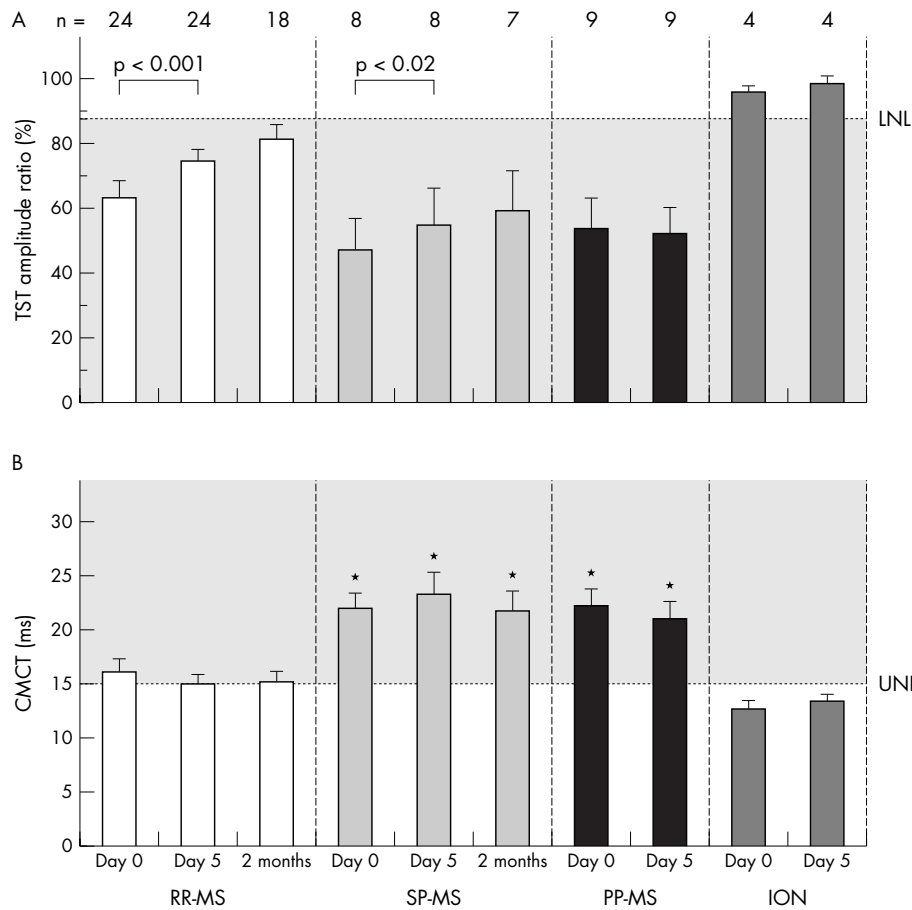 A n = 24 24 18 8 8 7 9 9 4 4
p < 0.001 p < 0.02
100
LNL
80
60
40
20
0
TST amplitude ratio (%)
B
30
25
20
15
UNL
10
5
0
CMCT (ms)
Day 0 Day 5 2 months Day 0 Day 5 2 months Day 0 Day 5 Day 0 Day 5
RR-MS SP-MS PP-MS ION